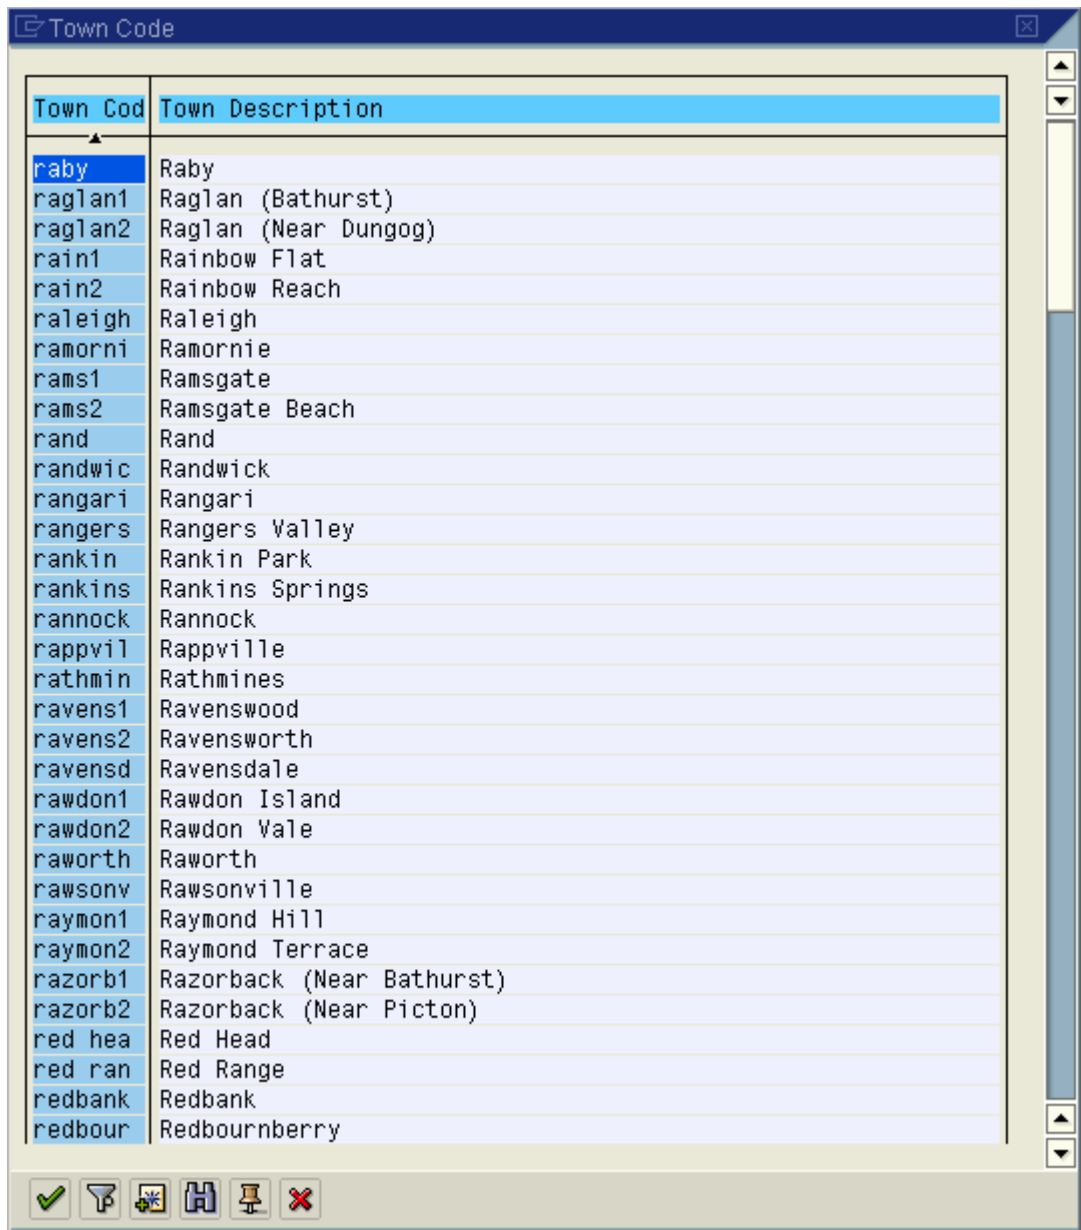 Town Code
Town Cod Town Description
raby Raby
raglan1 Raglan (Bathurst)
raglan2 Raglan (Near Dungog)
rain1 Rainbow Flat
rain2 Rainbow Reach
raleigh Raleigh
ramorni Ramornie
rams1 Ramsgate
rams2 Ramsgate Beach
rand Rand
randwic Randwick
rangari Rangari
rangers Rangers Valley
rankin Rankin Park
rankins Rankins Springs
rannock Rannock
rappvil Rappville
rathmin Rathmines
ravens1 Ravenswood
ravens2 Ravensworth
ravensd Ravensdale
rawdon1 Rawdon Island
rawdon2 Rawdon Vale
raworth Raworth
rawsonv Rawsonville
raymon1 Raymond Hill
raymon2 Raymond Terrace
razorb1 Razorback (Near Bathurst)
razorb2 Razorback (Near Picton)
red hea Red Head
red ran Red Range
redbank Redbank
redbour Redbournberry